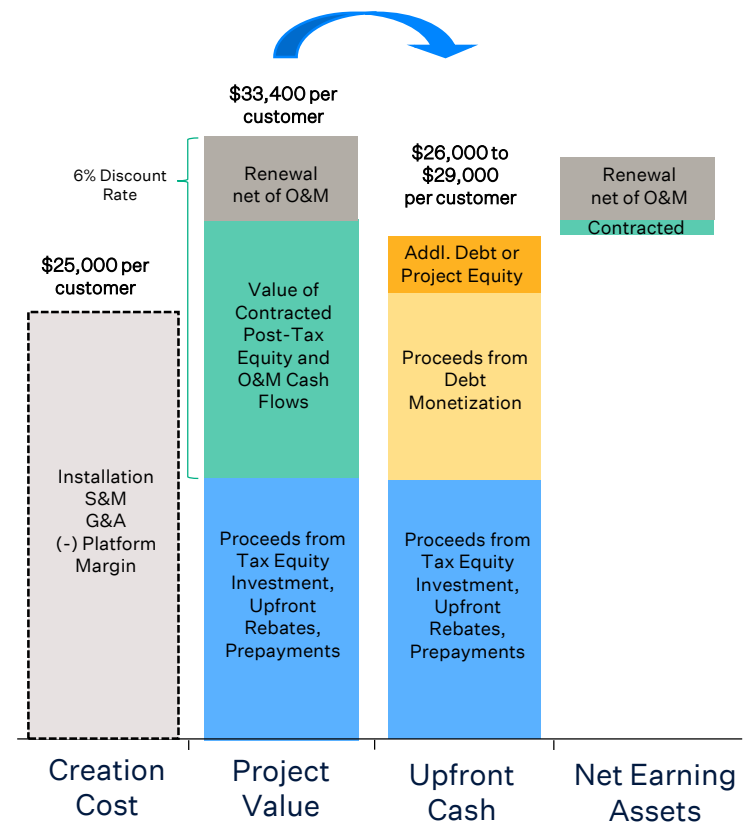 $33,400 per
customer
6% Discount
Rate
Renewal
net of O&M
$26,000 to
$29,000
per customer
Renewal
net of O&M
Contracted
$25,000 per
customer
Addl. Debt or
Project Equity
Value of
Contracted
Post-Tax
Equity and
O&M Cash
Flows
Proceeds from
Debt
Monetization
Installation
S&M
G&A
(-) Platform
Margin
Proceeds from
Tax Equity
Investment,
Upfront
Rebates,
Prepayments
Proceeds from
Tax Equity
Investment,
Upfront
Rebates,
Prepayments
Creation
Cost
Project
Value
Upfront
Cash
Net Earning
Assets